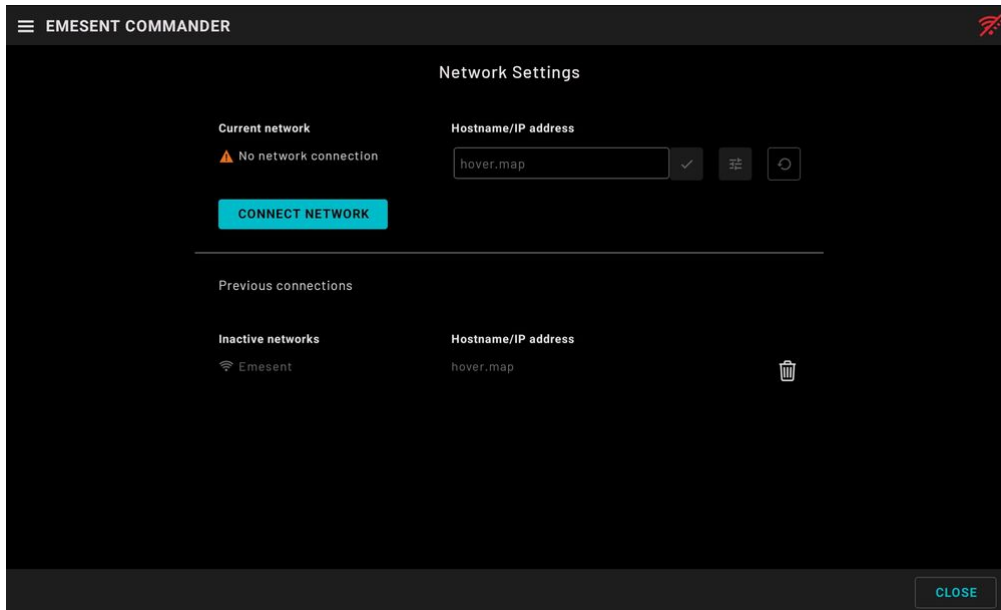 EMESENT COMMANDER
Network Settings
Current network
Hostname/IP address
No network connection
hover.map
CONNECT NETWORK
Previous connections
Inactive networks
Hostname/IP address
Emesent
hover.map
CLOSE